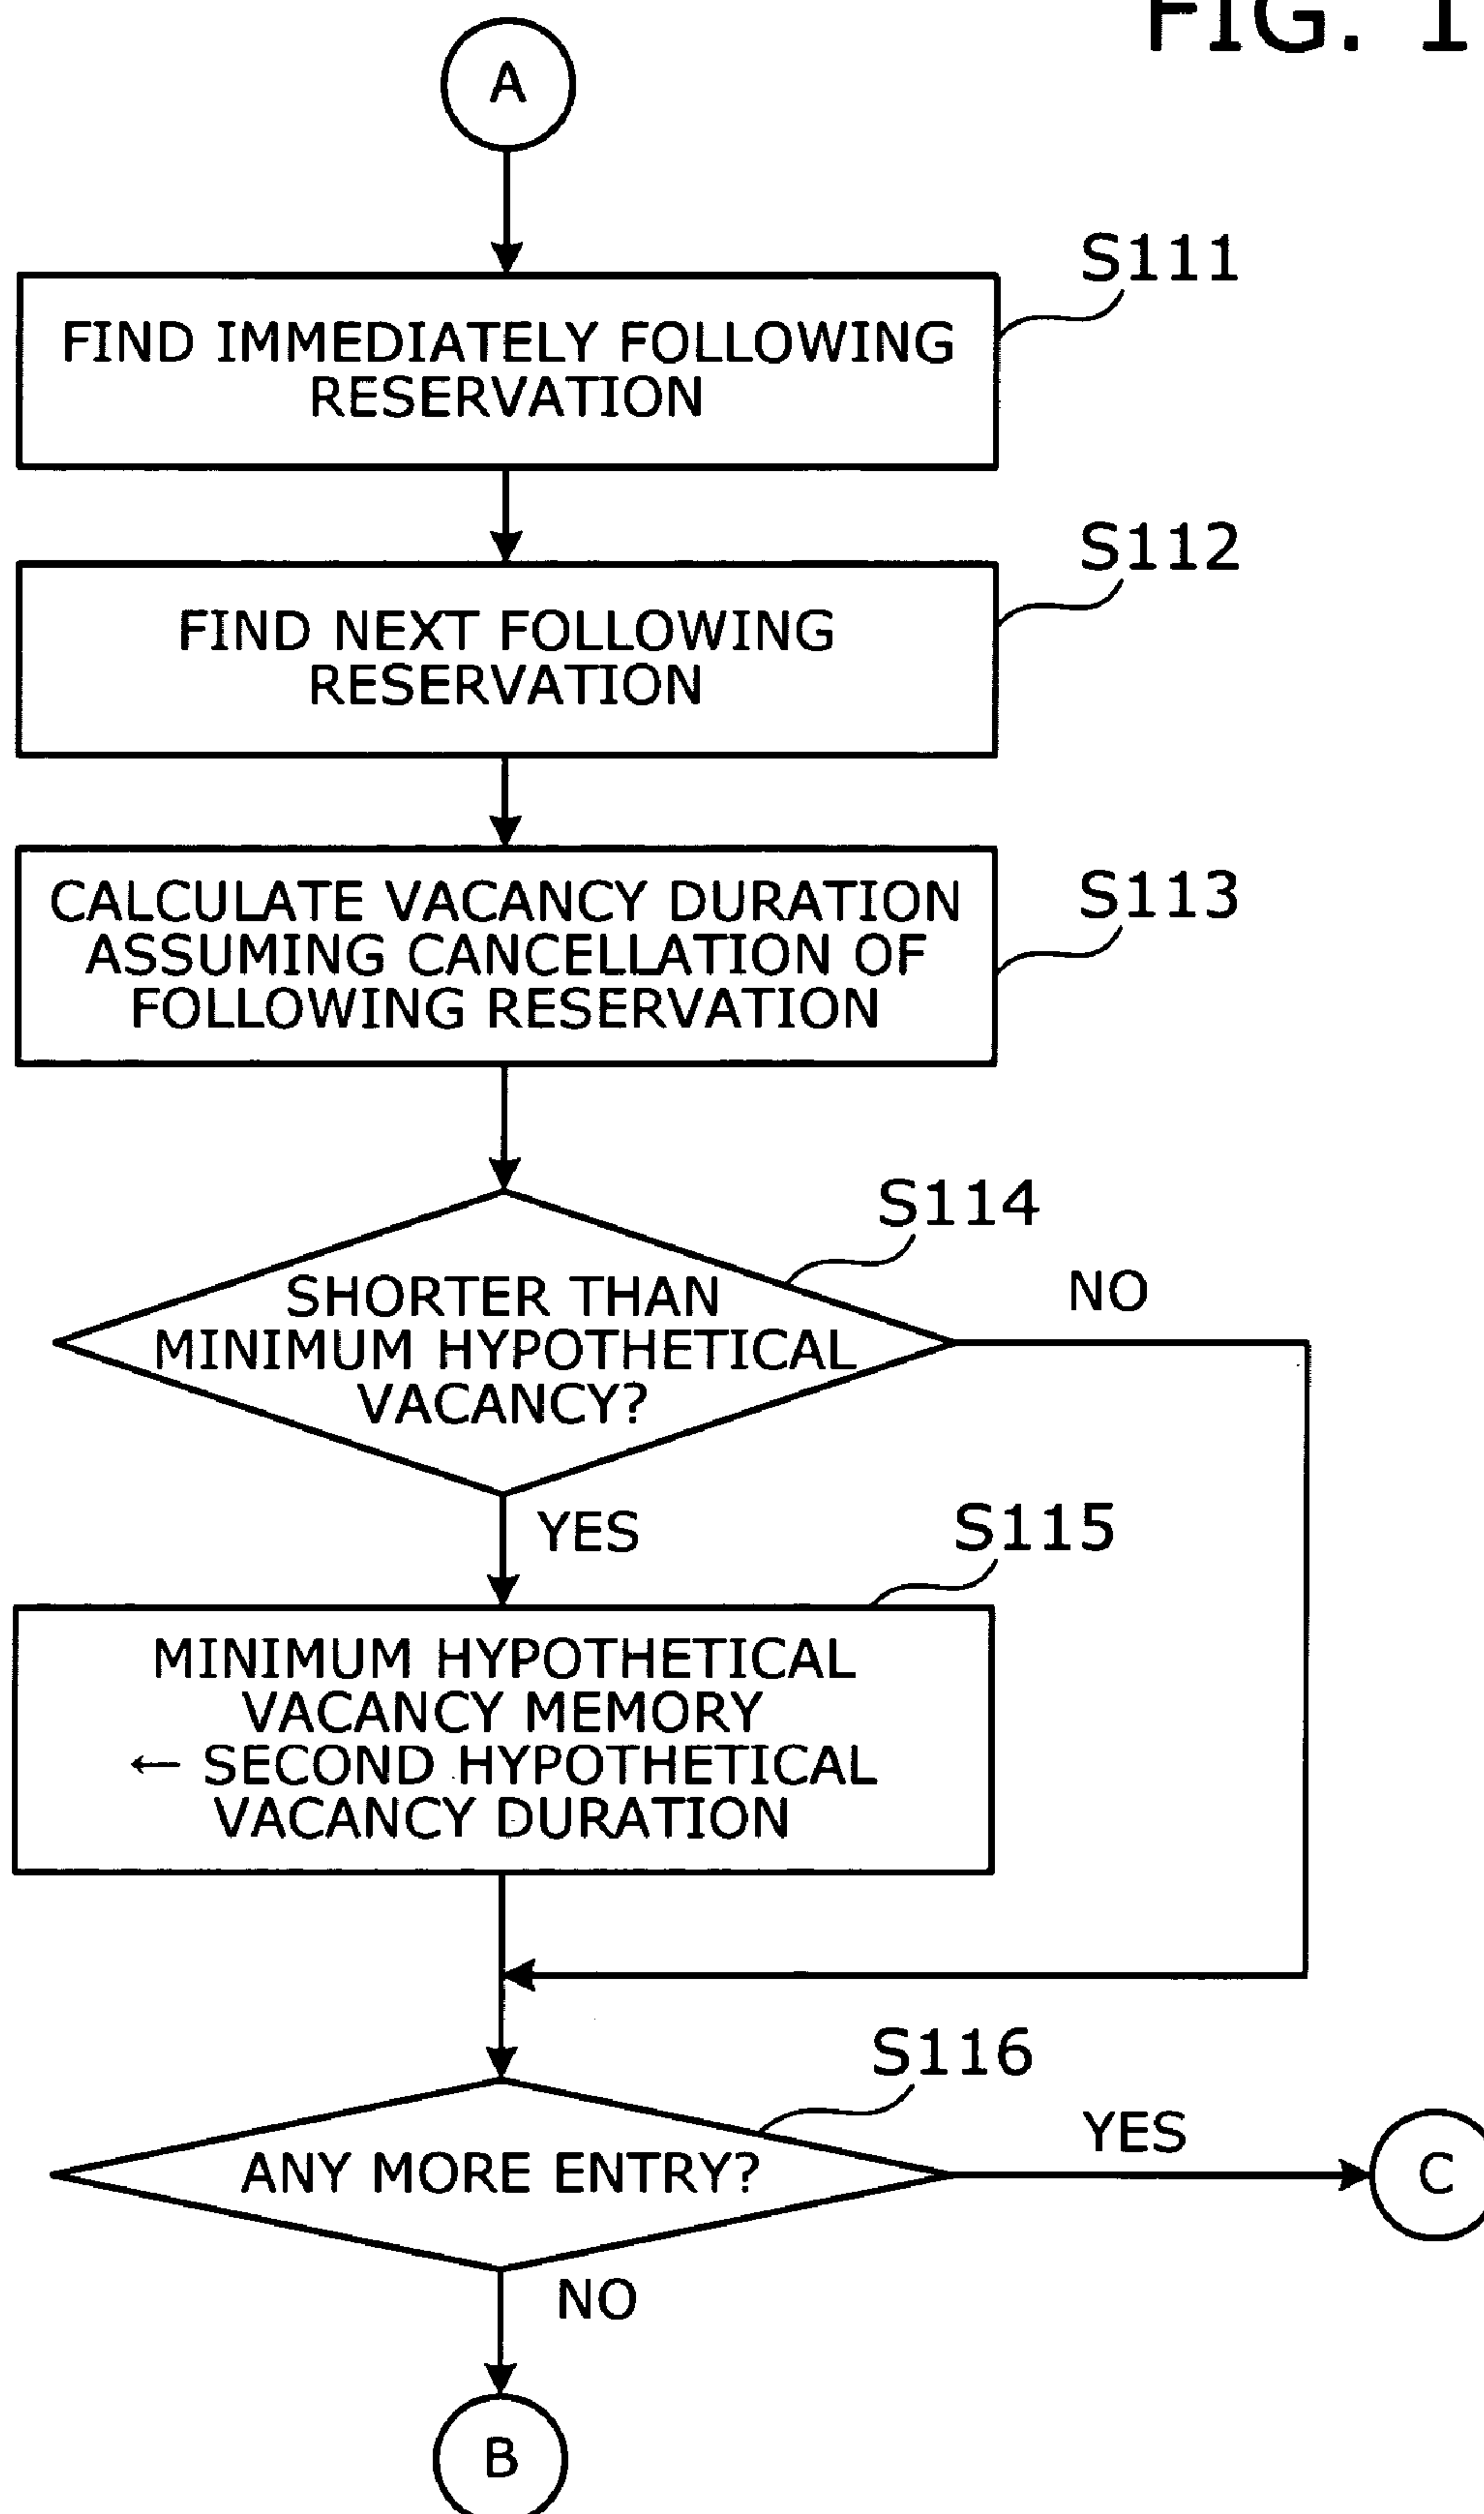 FIG. 1
A
S111
FIND IMMEDIATELY FOLLOWING
RESERVATION
S112
FIND NEXT FOLLOWING
RESERVATION
S113
CALCULATE VACANCY DURATION
ASSUMING CANCELLATION OF
FOLLOWING RESERVATION
S114
SHORTER THAN
MINIMUM HYPOTHETICAL
VACANCY?
NO
YES
S115
MINIMUM HYPOTHETICAL
VACANCY MEMORY
← SECOND HYPOTHETICAL
VACANCY DURATION
S116
ANY MORE ENTRY?
YES
C
NO
B